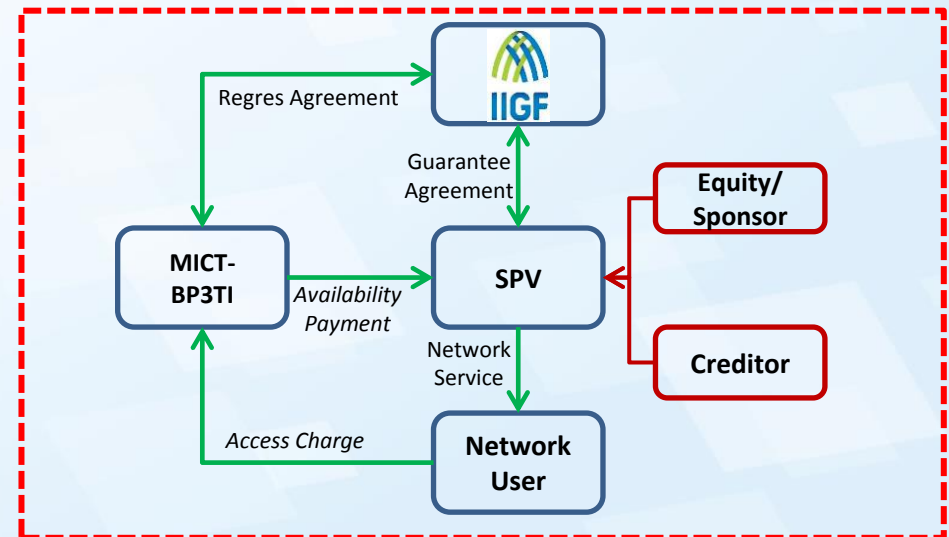 IIGF
Regres Agreement
Guarantee
Agreement
Equity/
Sponsor
MICT-
BP3TI
SPV
Availability
Payment
Network
Service
Creditor
Access Charge
Network
User